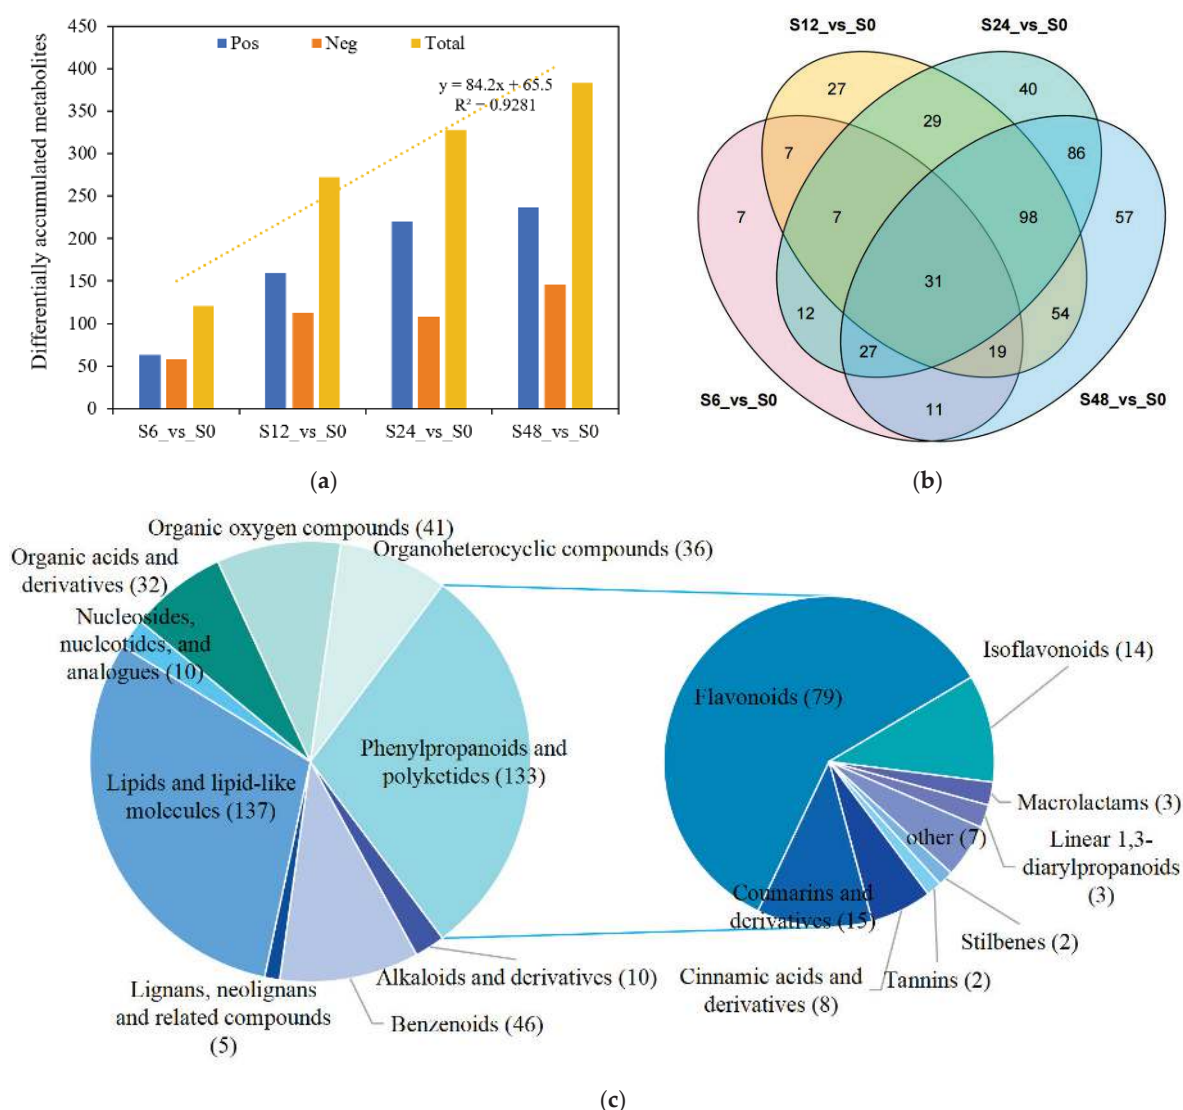 450
400
350
300
250
200
150
100
50
0
Differentially accumulated metabolites
Pos
Neg
Total
y = 84.2x + 65.5
R² = 0.9281
S6_vs_S0
S12_vs_S0
S24_vs_S0
S48_vs_S0
(a)
S12_vs_S0
S24_vs_S0
27
40
29
7
86
7
7
98
57
31
12
54
27
19
S6_vs_S0
S48_vs_S0
11
(b)
Organic oxygen compounds (41)
Organoheterocyclic compounds (36)
Organic acids and
derivatives (32)
Nucleosides,
nucleotides, and
analogues (10)
Phenylpropanoids and
polyketides (133)
Lipids and lipid-like
molecules (137)
Alkaloids and derivatives (10)
Lignans, neolignans
and related compounds
(5)
Benzenoids (46)
Isoflavonoids (14)
Flavonoids (79)
Macrolactams (3)
other (7)
Linear 1,3-
diarylpropanoids
(3)
Coumarins and
derivatives (15)
Stilbenes (2)
Cinnamic acids and
derivatives (8)
Tannins (2)
(c)